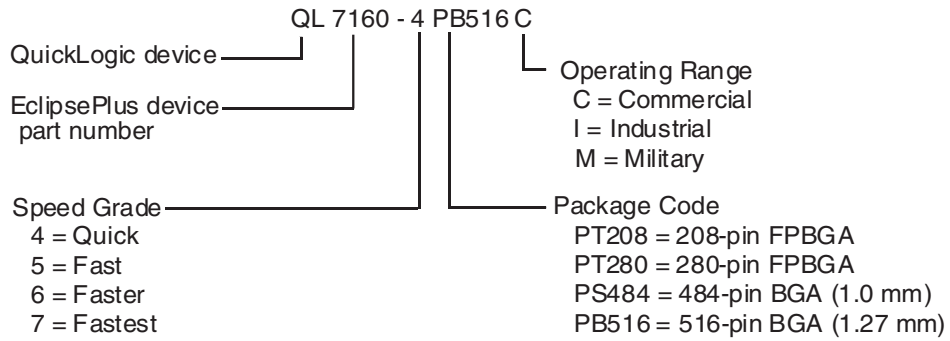 QL 7160 - 4 PB516 C
QuickLogic device
EclipsePlus device
part number
Operating Range
C = Commercial
I = Industrial
M = Military
Speed Grade
4 = Quick
5 = Fast
6 = Faster
7 = Fastest
Package Code
PT208 = 208-pin FPBGA
PT280 = 280-pin FPBGA
PS484 = 484-pin BGA (1.0 mm)
PB516 = 516-pin BGA (1.27 mm)